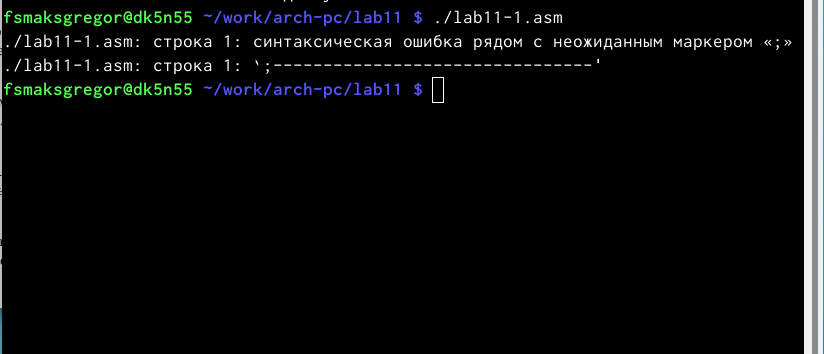 fsmaksgregor@dk5n55 ~/work/arch-pc/lab11 $ ./lab11-1.asm
./lab11-1.asm: строка 1: синтаксическая ошибка рядом с неожиданным маркером «;»
./lab11-1.asm: строка 1: `;--------------------------------'
fsmaksgregor@dk5n55 ~/work/arch-pc/lab11 $